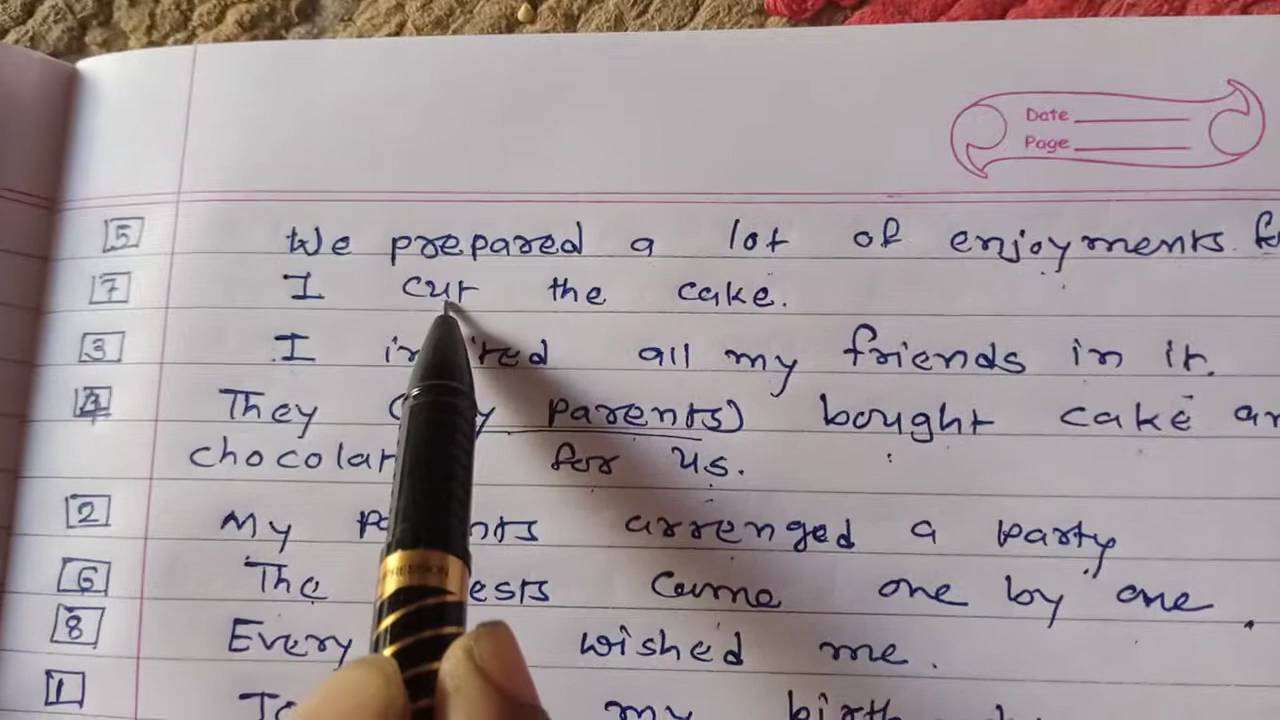 Date
Page
5 We prepared a lot of enjoyments
7 I cut the cake.
3 I all my friends in it.
4 They parents) bought cake
for us.
2 My arrenged a party
6 The came one by one.
8 Every wished me.
1 my